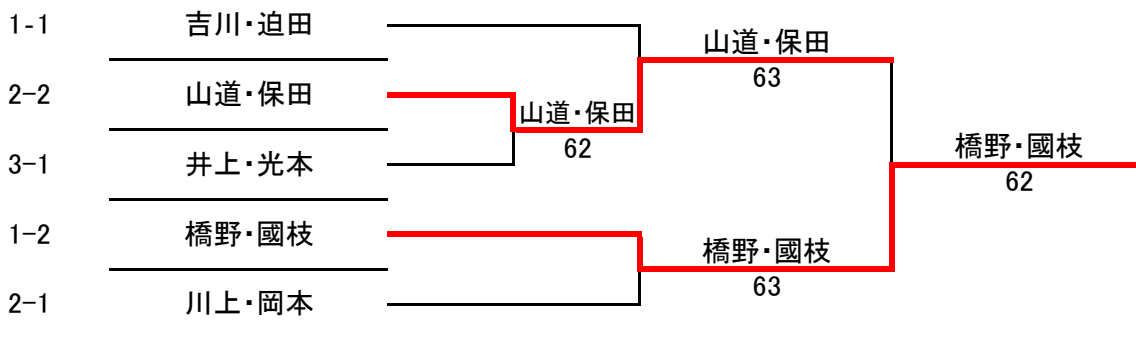 1-1 吉川・迫田
山道・保田
63
2-2 山道・保田
山道・保田
62
3-1 井上・光本
橋野・國枝
62
1-2 橋野・國枝
橋野・國枝
63
2-1 川上・岡本